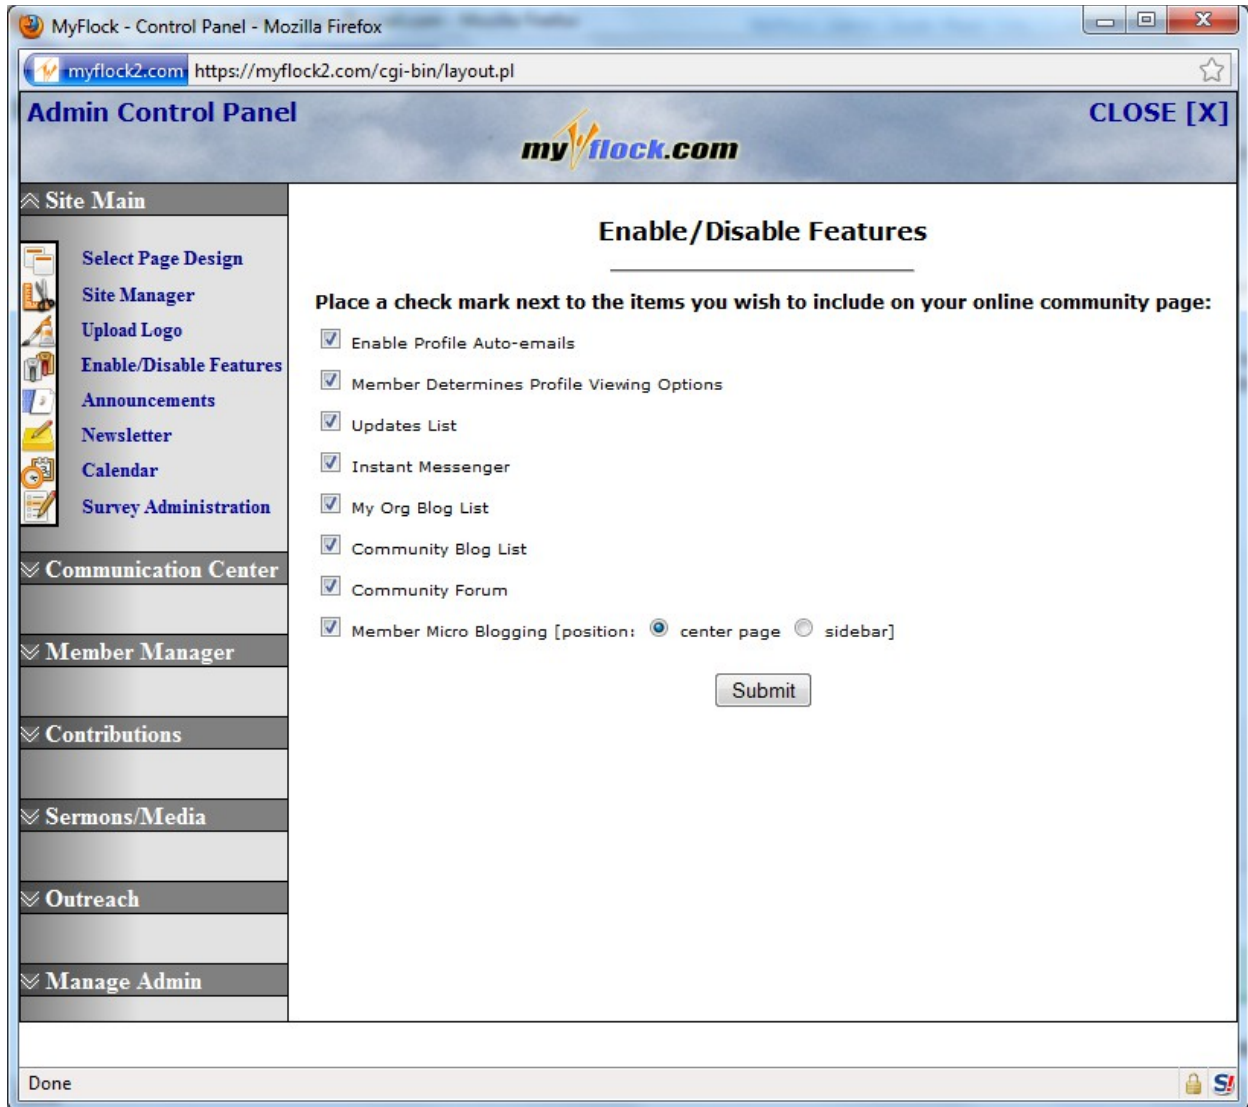 MyFlock - Control Panel - Mozilla Firefox
myflock2.com https://myflock2.com/cgi-bin/layout.pl
Admin Control Panel
CLOSE [X]
myflock.com
Site Main
Select Page Design
Site Manager
Upload Logo
Enable/Disable Features
Announcements
Newsletter
Calendar
Survey Administration
Communication Center
Member Manager
Contributions
Sermons/Media
Outreach
Manage Admin
Enable/Disable Features
Place a check mark next to the items you wish to include on your online community page:
Enable Profile Auto-emails
Member Determines Profile Viewing Options
Updates List
Instant Messenger
My Org Blog List
Community Blog List
Community Forum
Member Micro Blogging [position: center page sidebar]
Submit
Done
S!